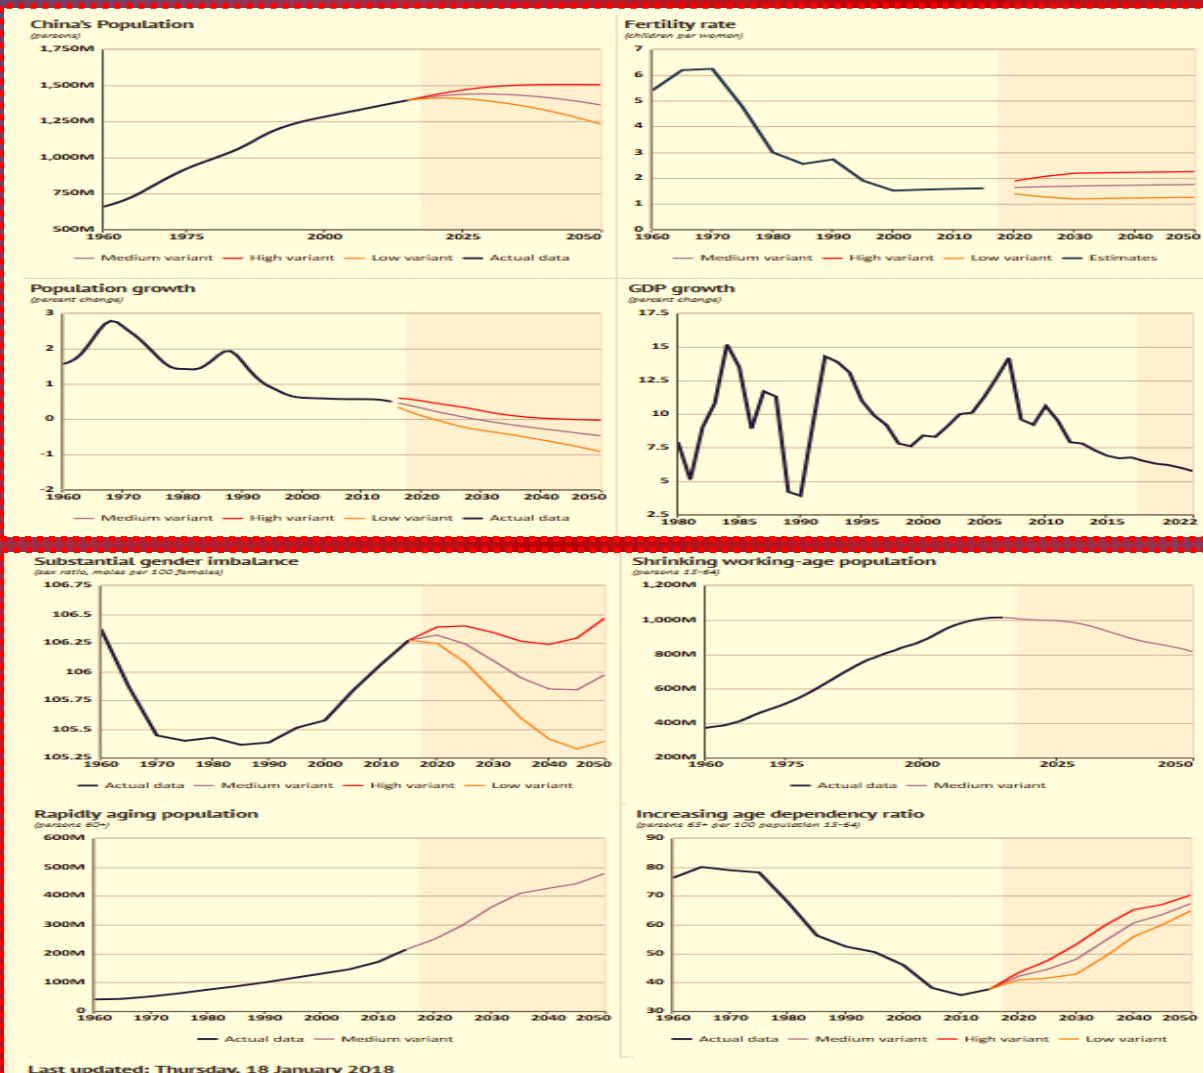 China's Population
(persons)
1,750M
1,500M
1,250M
1,000M
750M
500M
1960 1975 2000 2025 2050
Medium variant High variant Low variant Actual data
Fertility rate
(children per woman)
7
6
5
4
3
2
1
0
1960 1970 1980 1990 2000 2010 2020 2030 2040 2050
Medium variant High variant Low variant Estimates
Population growth
(percent change)
3
2
1
0
-1
-2
1960 1970 1980 1990 2000 2010 2020 2030 2040 2050
Medium variant High variant Low variant Actual data
GDP growth
(percent change)
17.5
15
12.5
10
7.5
5
2.5
1980 1985 1990 1995 2000 2005 2010 2015 2022
Substantial gender imbalance
(sex ratio, males per 100 females)
106.75
106.5
106.25
106
105.75
105.5
105.25
1960 1970 1980 1990 2000 2010 2020 2030 2040 2050
Actual data Medium variant High variant Low variant
Shrinking working-age population
(persons 15-64)
1,200M
1,000M
800M
600M
400M
200M
1960 1975 2000 2025 2050
Actual data Medium variant
Rapidly aging population
(persons 60+)
600M
500M
400M
300M
200M
100M
0
1960 1970 1980 1990 2000 2010 2020 2030 2040 2050
Actual data Medium variant
Increasing age dependency ratio
(persons 65+ per 100 population 15-64)
90
80
70
60
50
40
30
1960 1970 1980 1990 2000 2010 2020 2030 2040 2050
Actual data Medium variant High variant Low variant
Last updated: Thursday, 18 January 2018